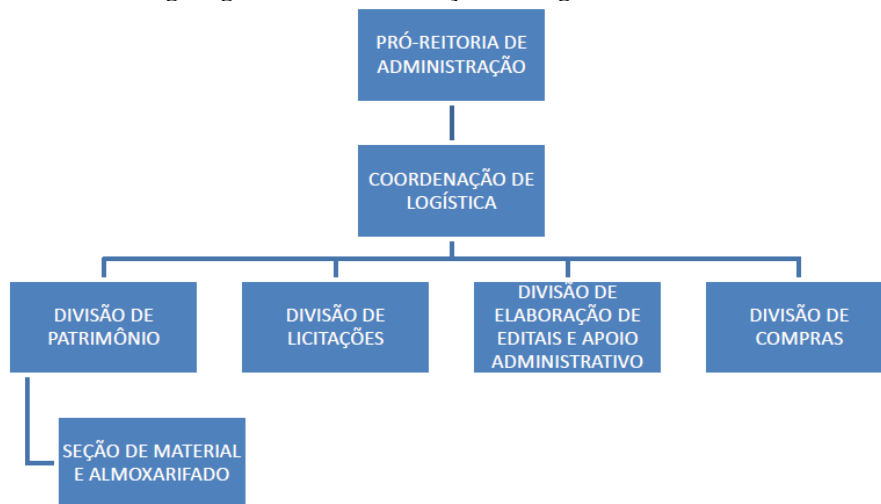 PRÓ-REITORIA DE
ADMINISTRAÇÃO
COORDENAÇÃO DE
LOGÍSTICA
DIVISÃO DE
PATRIMÔNIO
DIVISÃO DE
LICITAÇÕES
DIVISÃO DE
ELABORAÇÃO DE
EDITAIS E APOIO
ADMINISTRATIVO
DIVISÃO DE
COMPRAS
SEÇÃO DE MATERIAL
E ALMOXARIFADO